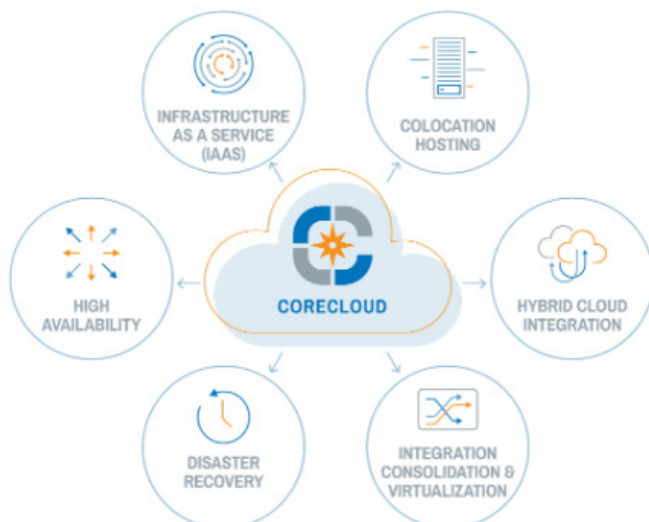 INFRASTRUCTURE
AS A SERVICE
(IAAS)
COLOCATION
HOSTING
HIGH
AVAILABILITY
CORECLOUD
HYBRID CLOUD
INTEGRATION
DISASTER
RECOVERY
INTEGRATION
CONSOLIDATION &
VIRTUALIZATION